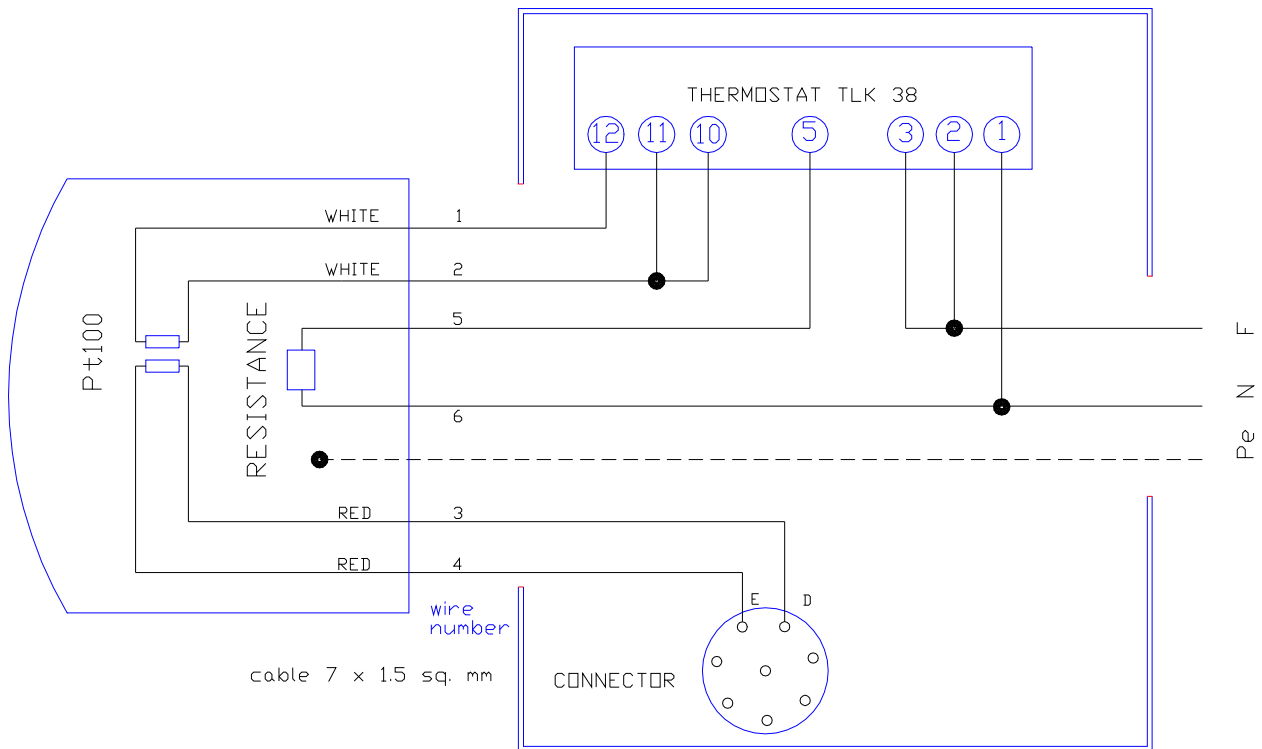 THERMOSTAT TLK 38
12 11 10 5 3 2 1
WHITE 1
WHITE 2
5
6
Pt100
RESISTANCE
F
N
Pe
RED 3
RED 4
wire
number
E D
cable 7 x 1.5 sq. mm
CONNECTOR